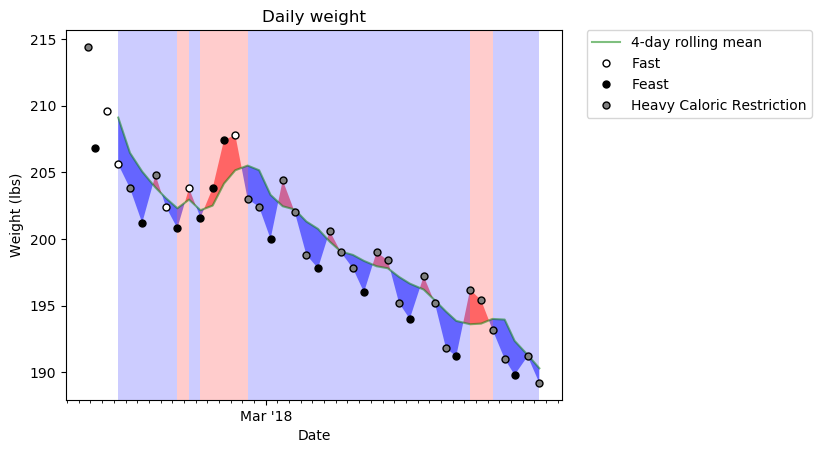 Daily weight
4-day rolling mean
Fast
Feast
Heavy Caloric Restriction
Weight (lbs)
215
210
205
200
195
190
Mar '18
Date